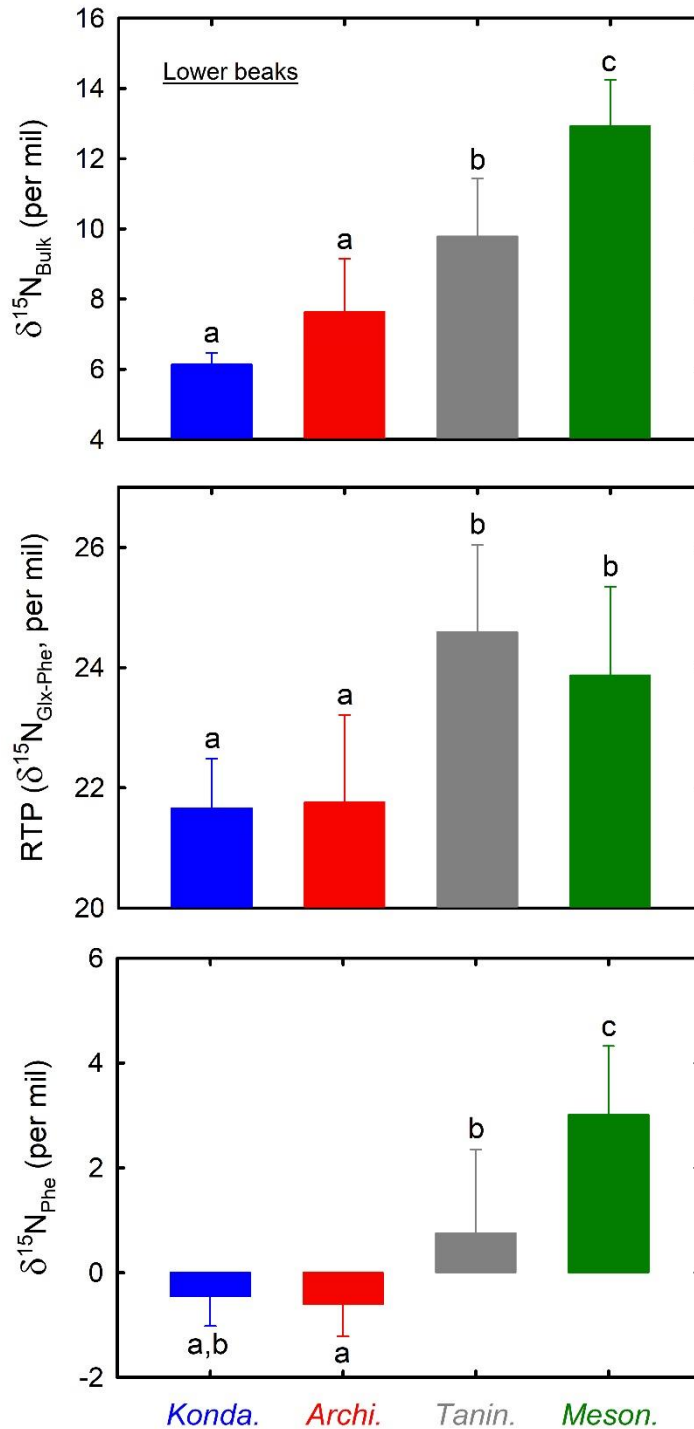 Lower beaks
δ15NBulk (per mil)
16
14
12
10
8
6
4
a
a
b
c
RTP (δ15NGlx-Phe, per mil)
26
24
22
20
a
a
b
b
δ15NPhe (per mil)
6
4
2
0
-2
a,b
a
b
c
Konda. Archi. Tanin. Meson.